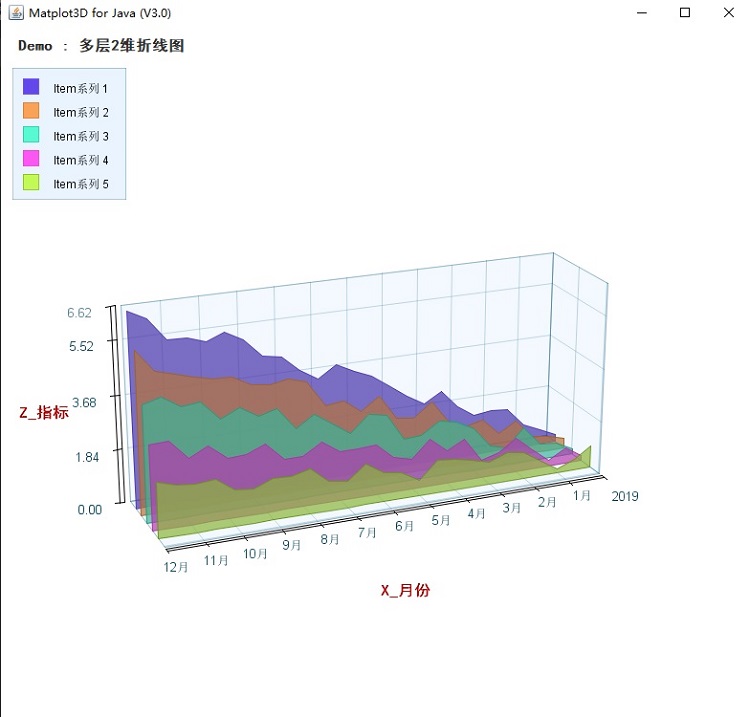 Matplot3D for Java (V3.0)
Demo : 多层2维折线图
Item系列 1
Item系列 2
Item系列 3
Item系列 4
Item系列 5
6.62
5.52
3.68
1.84
0.00
Z_指标
12月
11月
10月
9月
8月
7月
6月
5月
4月
3月
2月
1月
2019
X_月份